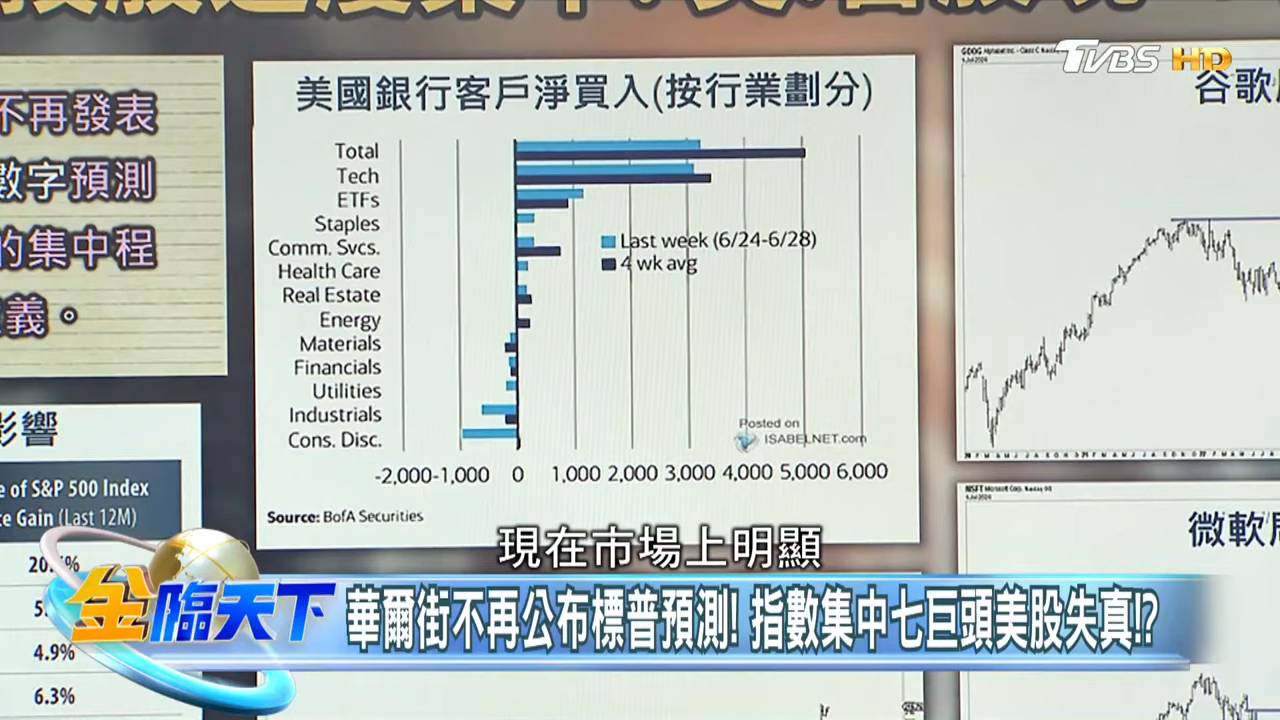 TVBS HD
不再發表
數字預測
的集中程
義。
美國銀行客戶淨買入(按行業劃分)
Total
Tech
ETFs
Staples
Comm. Svcs.
Health Care
Real Estate
Energy
Materials
Financials
Utilities
Industrials
Cons. Disc.
Last week (6/24-6/28)
4 wk avg
Posted on
ISABELNET.com
-2,000 -1,000 0 1,000 2,000 3,000 4,000 5,000 6,000
Source: BofA Securities
谷歌
微軟
影響
e of S&P 500 Index
e Gain (Last 12M)
4.9%
6.3%
現在市場上明顯
金臨天下
華爾街不再公布標普預測! 指數集中七巨頭美股失真!?